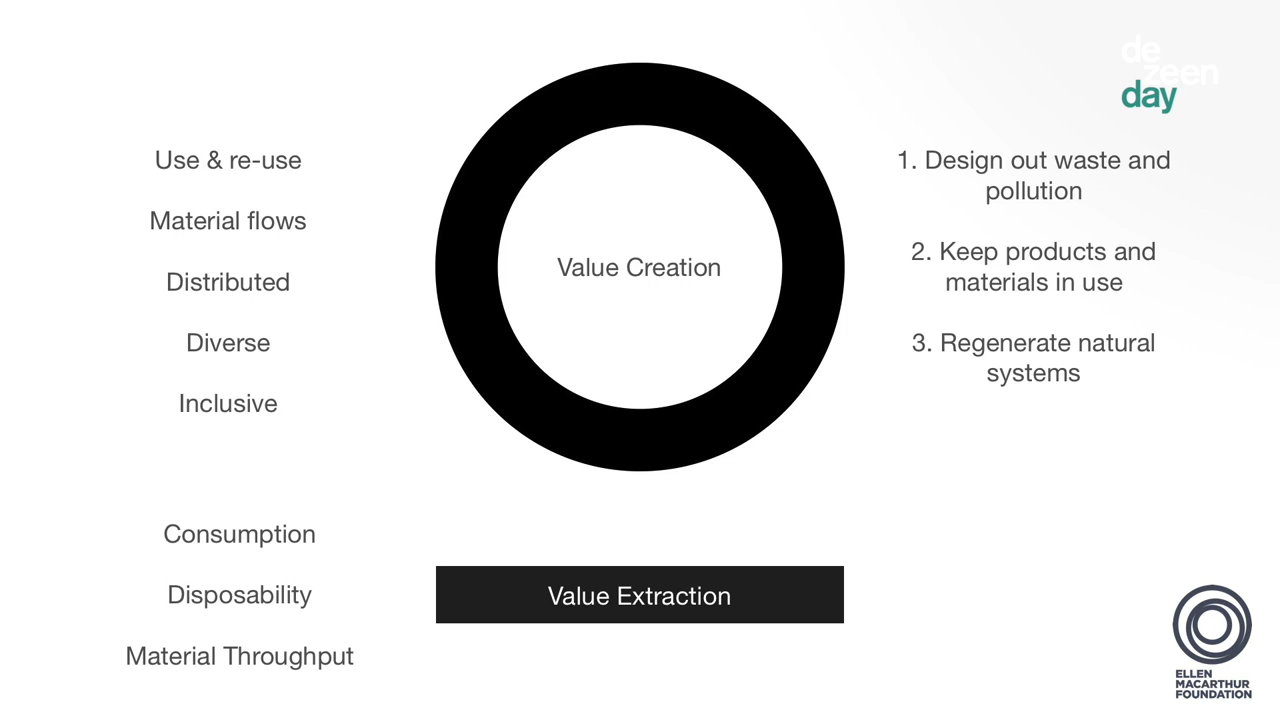 de
zeen
day
Use & re-use
Material flows
Distributed
Diverse
Inclusive
Value Creation
1. Design out waste and
pollution
2. Keep products and
materials in use
3. Regenerate natural
systems
Consumption
Disposability
Material Throughput
Value Extraction
ELLEN
MACARTHUR
FOUNDATION